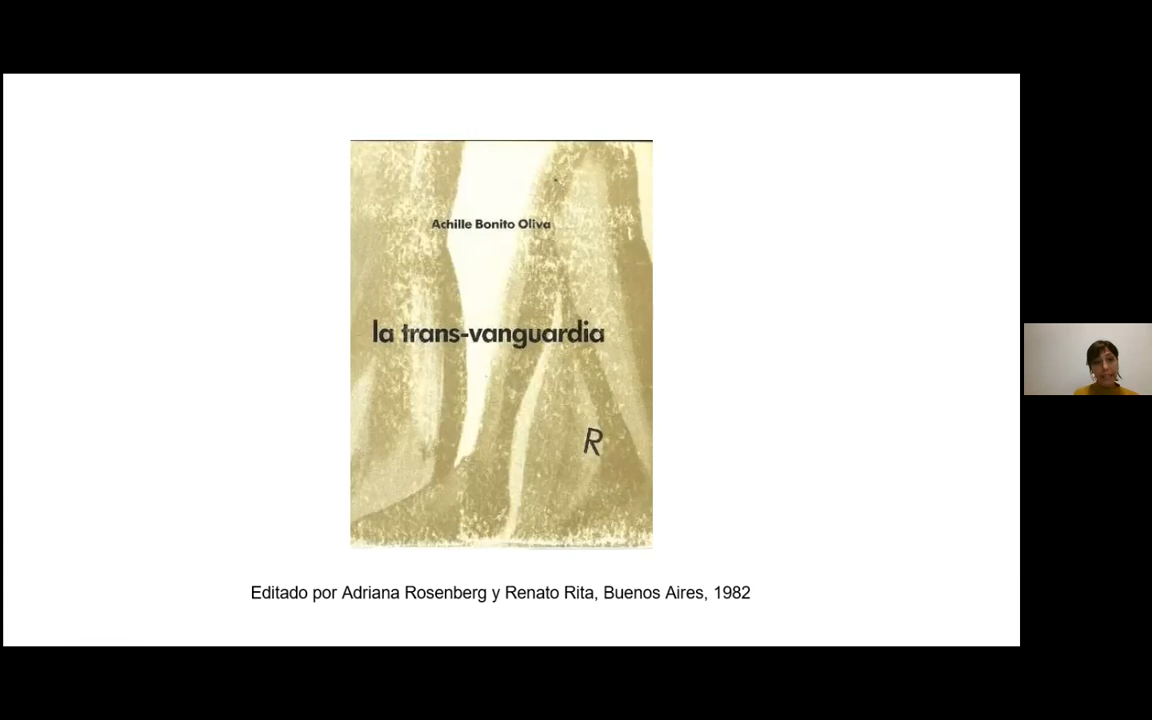 Achille Bonito Oliva
la trans-vanguardia
R
Editado por Adriana Rosenberg y Renato Rita, Buenos Aires, 1982